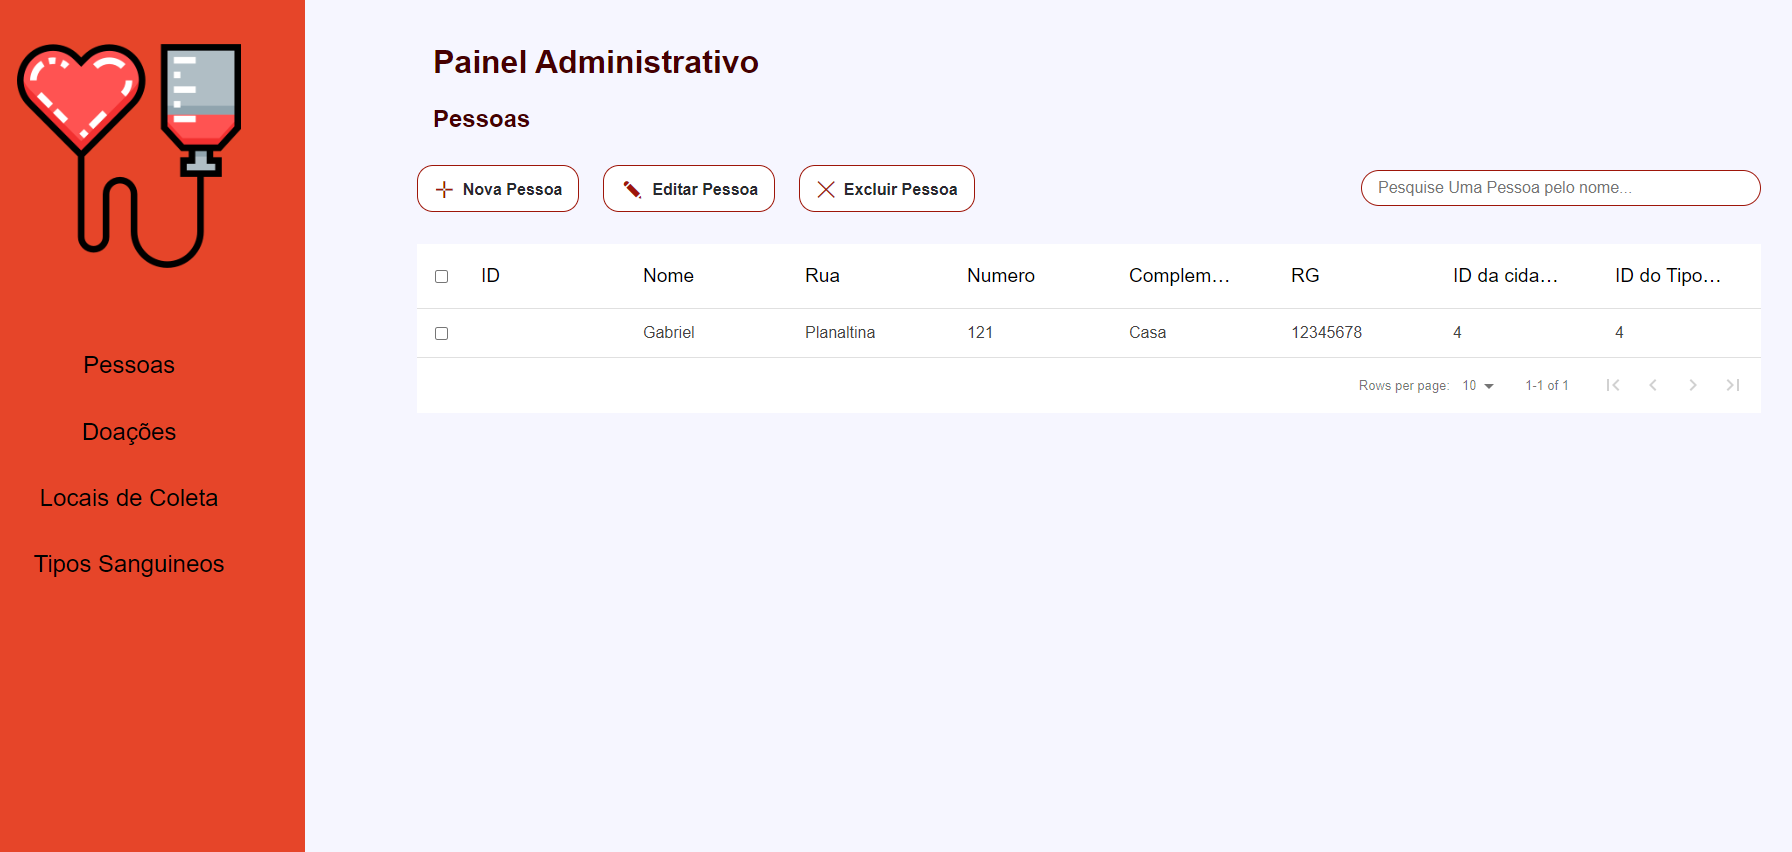 Painel Administrativo
Pessoas
Nova Pessoa
Editar Pessoa
Excluir Pessoa
Pesquise Uma Pessoa pelo nome...
ID Nome Rua Numero Complem... RG ID da cida... ID do Tipo...
Gabriel Planaltina 121 Casa 12345678 4 4
Rows per page: 10 1-1 of 1
Pessoas
Doações
Locais de Coleta
Tipos Sanguineos